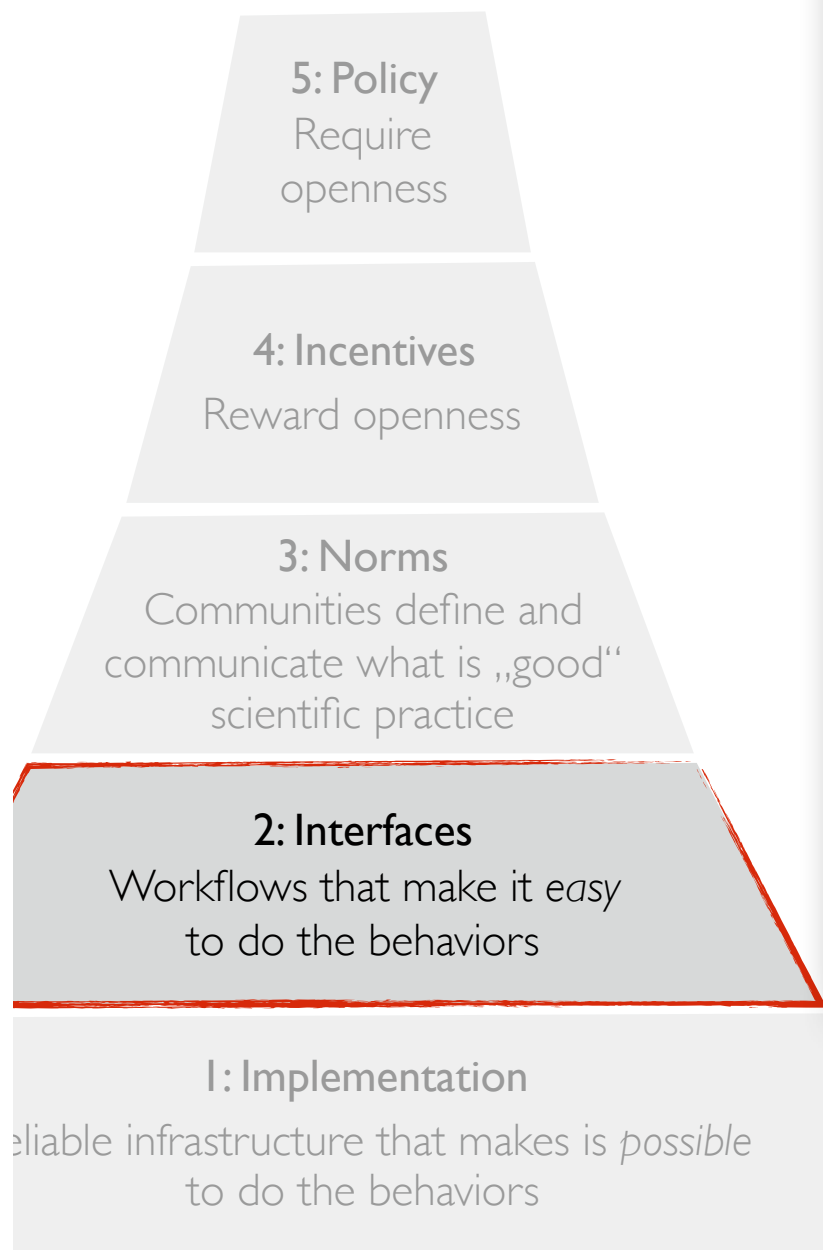 5: Policy
Require
openness
4: Incentives
Reward openness
3: Norms
Communities define and
communicate what is „good“
scientific practice
2: Interfaces
Workflows that make it easy
to do the behaviors
1: Implementation
eliable infrastructure that makes is possible
to do the behaviors